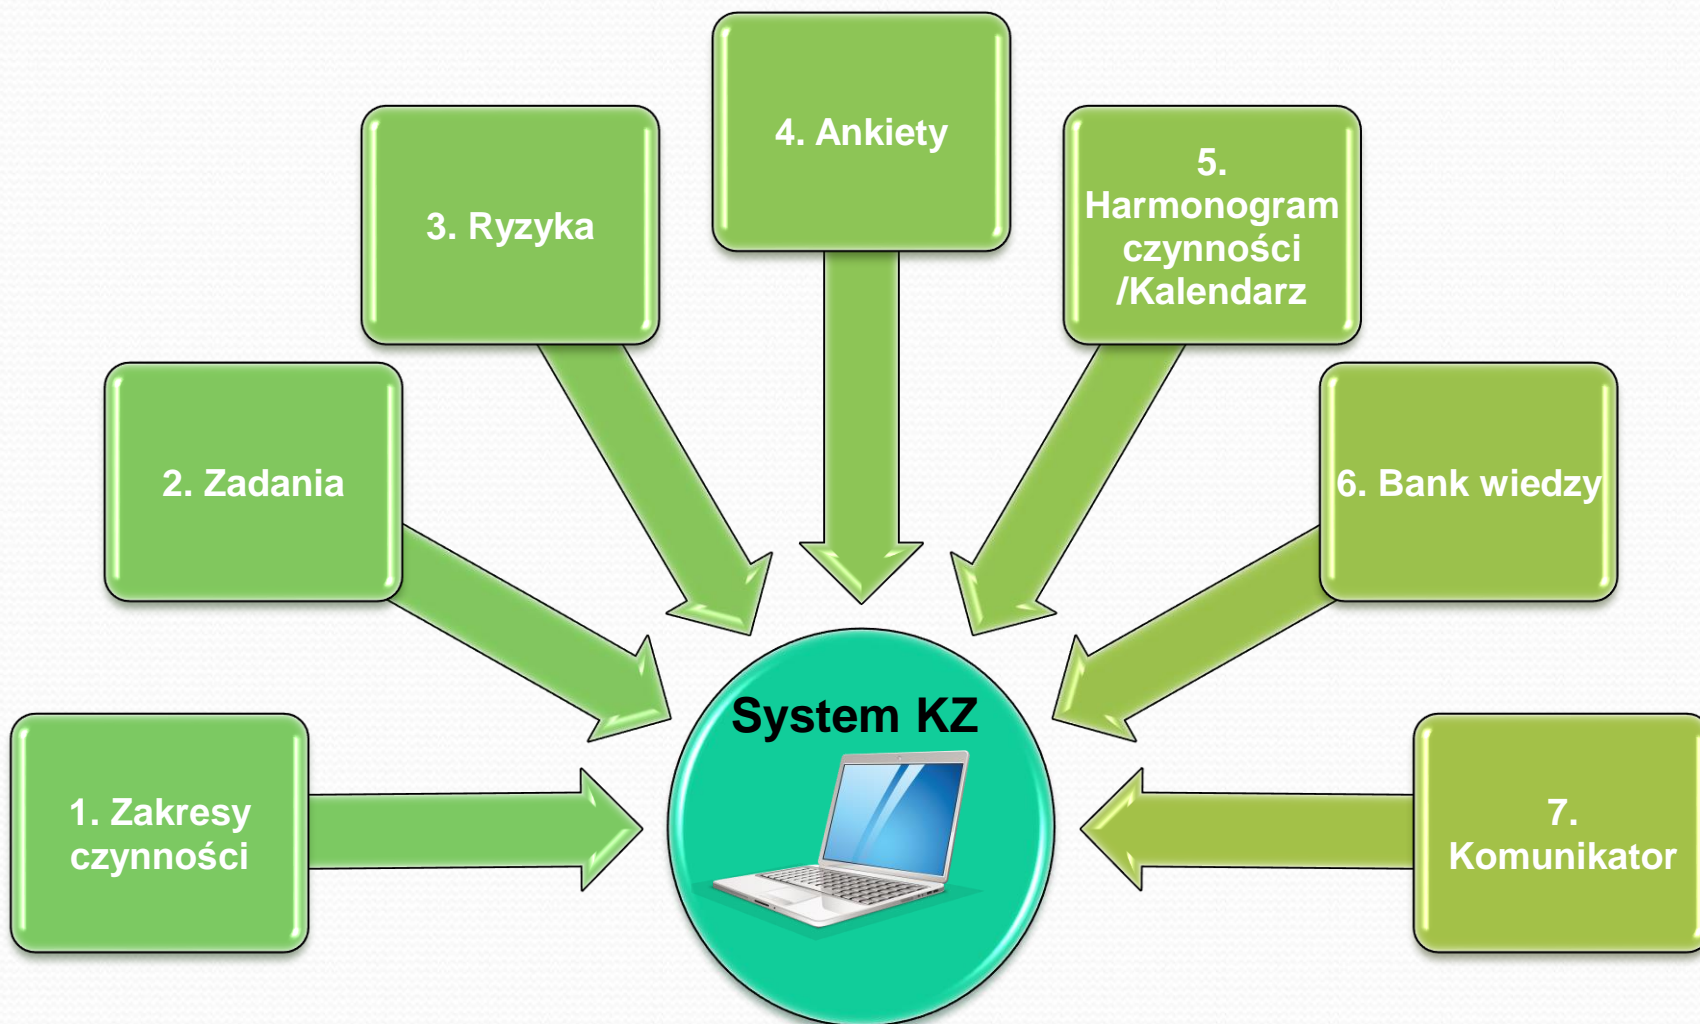 1. Zakresy
czynności
2. Zadania
3. Ryzyka
4. Ankiety
5.
Harmonogram
czynności
/Kalendarz
6. Bank wiedzy
7.
Komunikator
System KZ